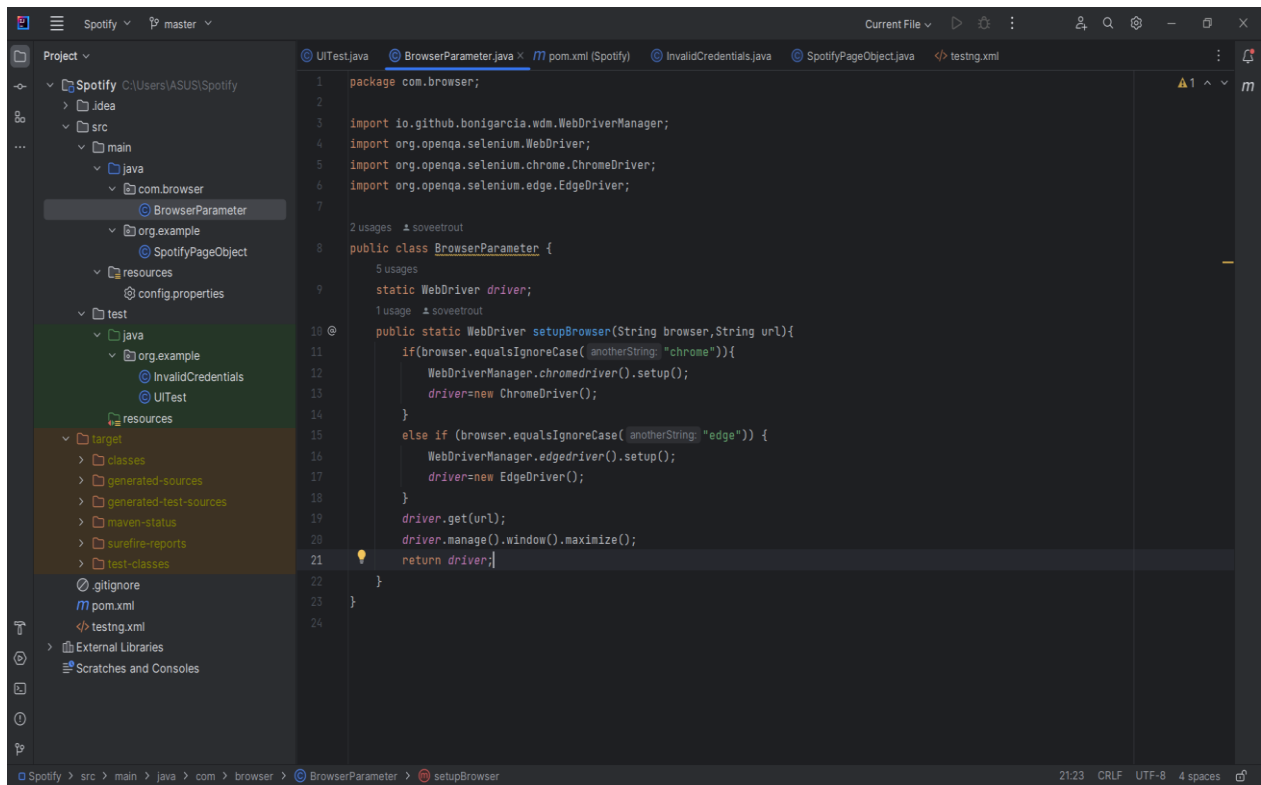 Spotify master Current File
Project
UITest.java BrowserParameter.java pom.xml (Spotify) InvalidCredentials.java SpotifyPageObject.java testng.xml
Spotify C:\Users\ASUS\Spotify
.idea
src
main
java
com.browser
BrowserParameter
org.example
SpotifyPageObject
resources
config.properties
test
java
org.example
InvalidCredentials
UITest
resources
target
classes
generated-sources
generated-test-sources
maven-status
surefire-reports
test-classes
.gitignore
pom.xml
testng.xml
External Libraries
Scratches and Consoles
1 package com.browser;
2
3 import io.github.bonigarcia.wdm.WebDriverManager;
4 import org.openqa.selenium.WebDriver;
5 import org.openqa.selenium.chrome.ChromeDriver;
6 import org.openqa.selenium.edge.EdgeDriver;
7
2 usages soveetrout
8 public class BrowserParameter {
5 usages
9 static WebDriver driver;
1 usage soveetrout
10 @ public static WebDriver setupBrowser(String browser,String url){
11 if(browser.equalsIgnoreCase( anotherString: "chrome")){
12 WebDriverManager.chromedriver().setup();
13 driver=new ChromeDriver();
14 }
15 else if (browser.equalsIgnoreCase( anotherString: "edge")) {
16 WebDriverManager.edgedriver().setup();
17 driver=new EdgeDriver();
18 }
19 driver.get(url);
20 driver.manage().window().maximize();
21 return driver;
22 }
23 }
24
1
m
Spotify > src > main > java > com > browser > BrowserParameter > setupBrowser 21:23 CRLF UTF-8 4 spaces